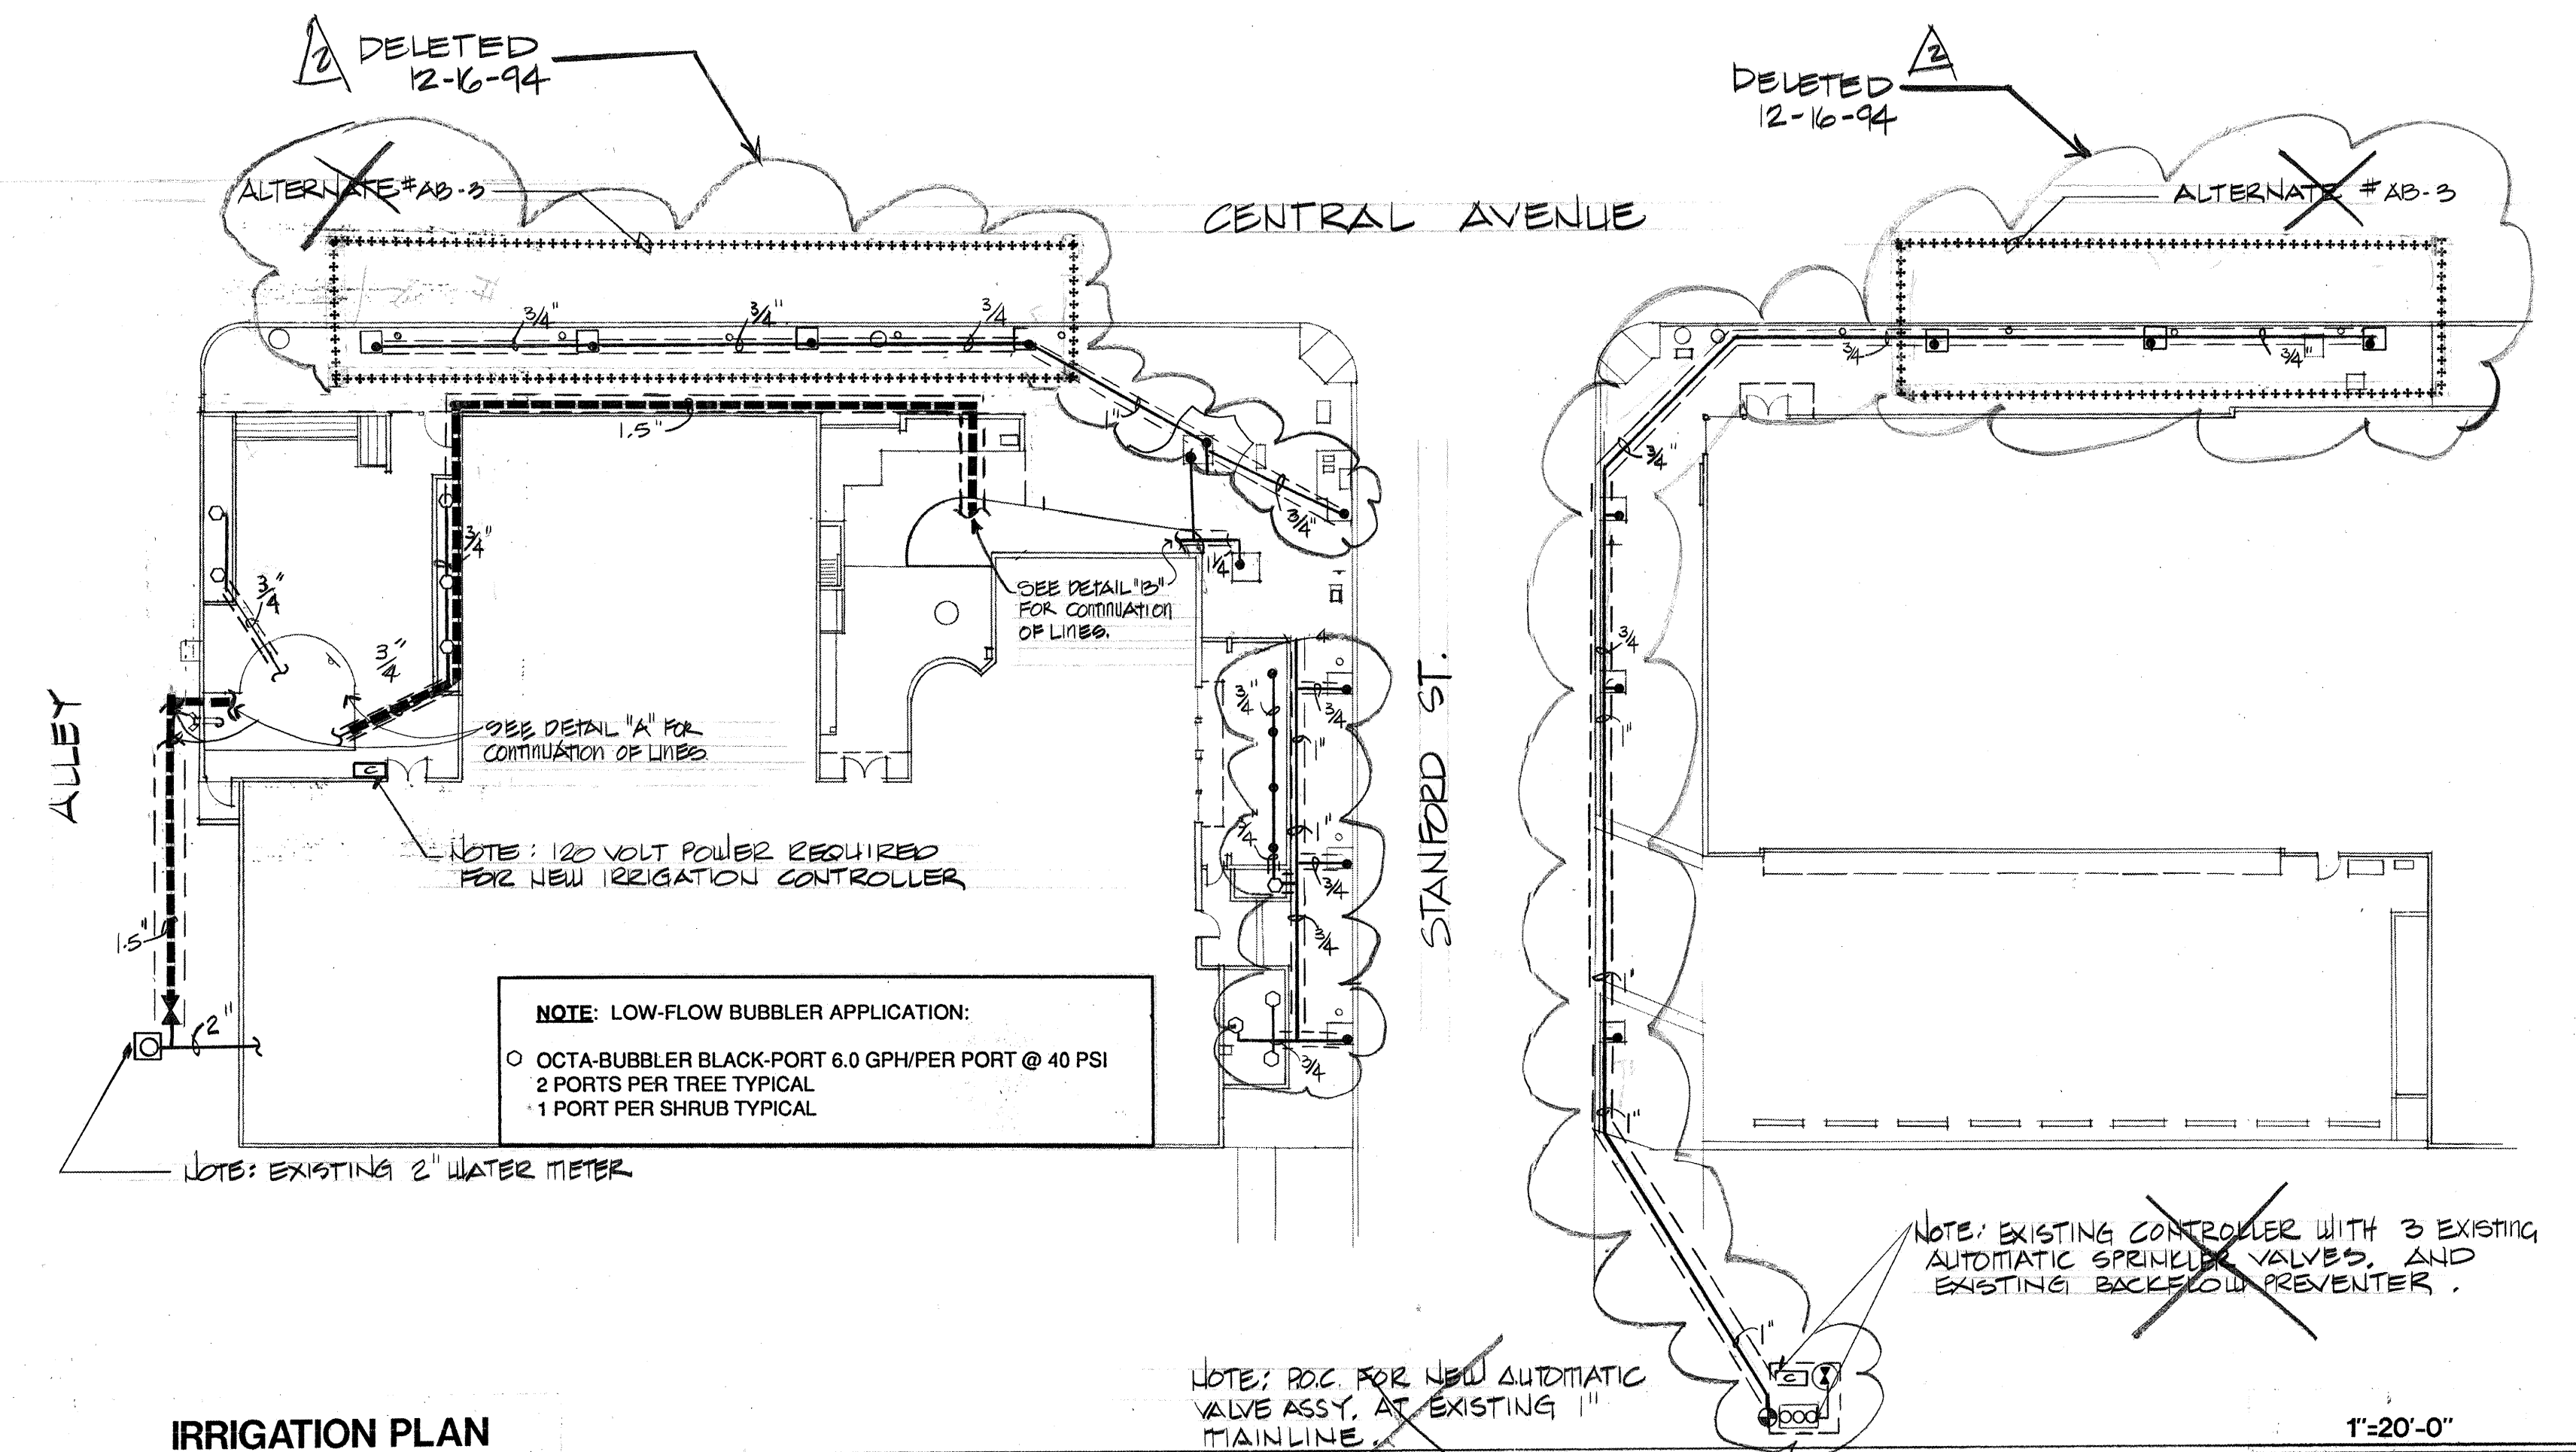 2 DELETED
12-16-94
2
DELETED
12-16-94
ALTERNATE # AB-3
ALTERNATE # AB-3
CENTRAL AVENUE
3/4"
3/4"
3/4
3/4
3/4"
1"
1.5"
3/4"
3/4"
3/4"
1 1/4
SEE DETAIL "B"
FOR CONTINUATION
OF LINES.
3/4"
3/4"
3/4
3/4"
3/4
1"
3/4
1"
SEE DETAIL "A" FOR
CONTINUATION OF LINES
ALLEY
STANFORD ST.
C
3/4
1"
3/4
NOTE: 120 VOLT POWER REQUIRED
FOR NEW IRRIGATION CONTROLLER
3/4
1.5"
1"
2"
NOTE: LOW-FLOW BUBBLER APPLICATION:
OCTA-BUBBLER BLACK-PORT 6.0 GPH/PER PORT @ 40 PSI
2 PORTS PER TREE TYPICAL
1 PORT PER SHRUB TYPICAL
3/4
1"
NOTE: EXISTING 2" WATER METER
NOTE: EXISTING CONTROLLER WITH 3 EXISTING
AUTOMATIC SPRINKLER VALVES. AND
EXISTING BACKFLOW PREVENTER.
1"
C
NOTE: P.O.C. FOR NEW AUTOMATIC
VALVE ASSY. AT EXISTING 1"
MAINLINE.
IRRIGATION PLAN
1"=20'-0"